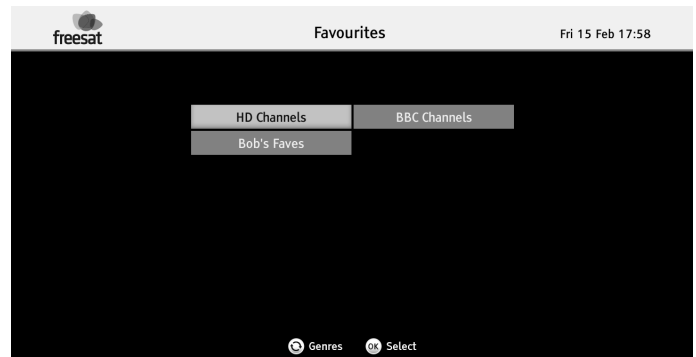 freesat
Favourites
Fri 15 Feb 17:58
HD Channels
BBC Channels
Bob's Faves
Genres
OK Select